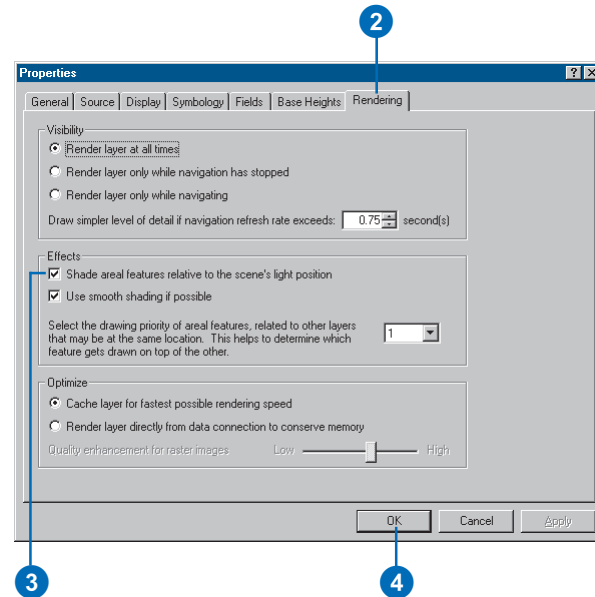 2
Properties
? X
General Source Display Symbology Fields Base Heights Rendering
Visibility
Render layer at all times
Render layer only while navigation has stopped
Render layer only while navigating
Draw simpler level of detail if navigation refresh rate exceeds: 0.75 second(s)
Effects
Shade areal features relative to the scene's light position
Use smooth shading if possible
Select the drawing priority of areal features, related to other layers
that may be at the same location. This helps to determine which
feature gets drawn on top of the other.
1
Optimize
Cache layer for fastest possible rendering speed
Render layer directly from data connection to conserve memory
Quality enhancement for raster images Low High
OK Cancel Apply
3 4